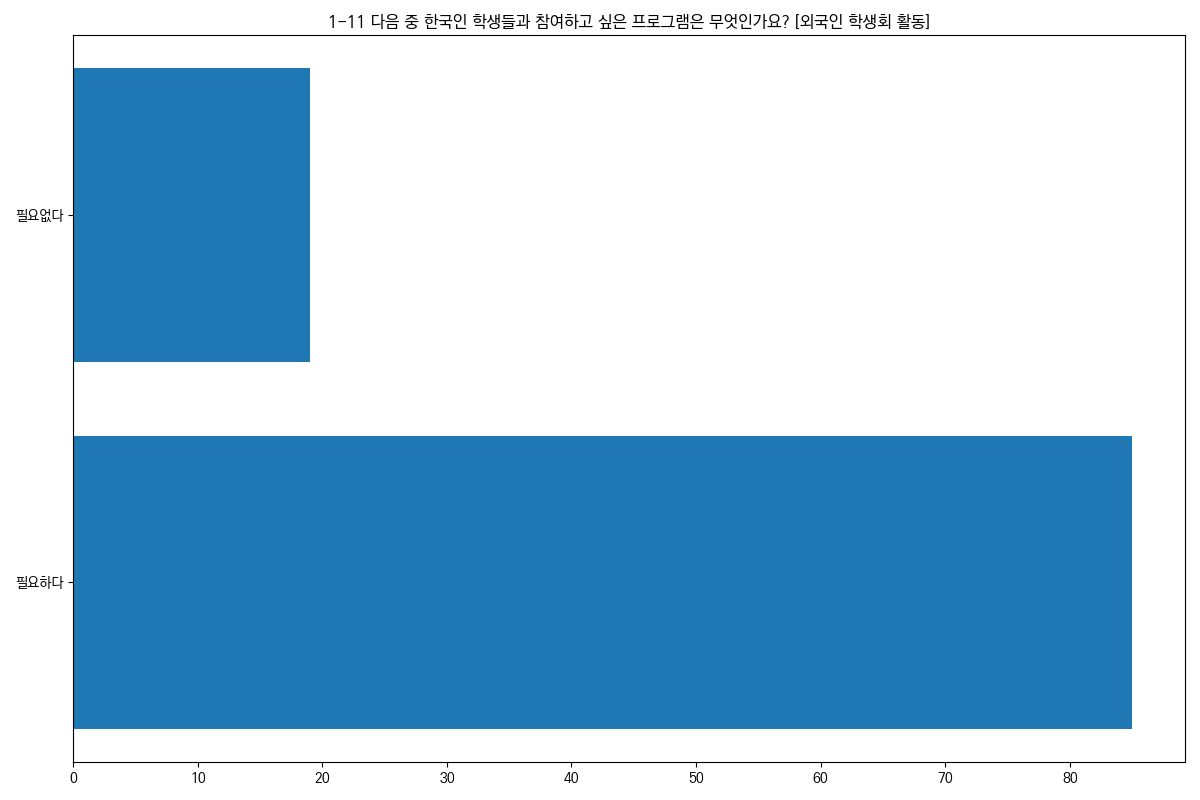 1-11 다음 중 한국인 학생들과 참여하고 싶은 프로그램은 무엇인가요? [외국인 학생회 활동]
필요없다
필요하다
0 10 20 30 40 50 60 70 80